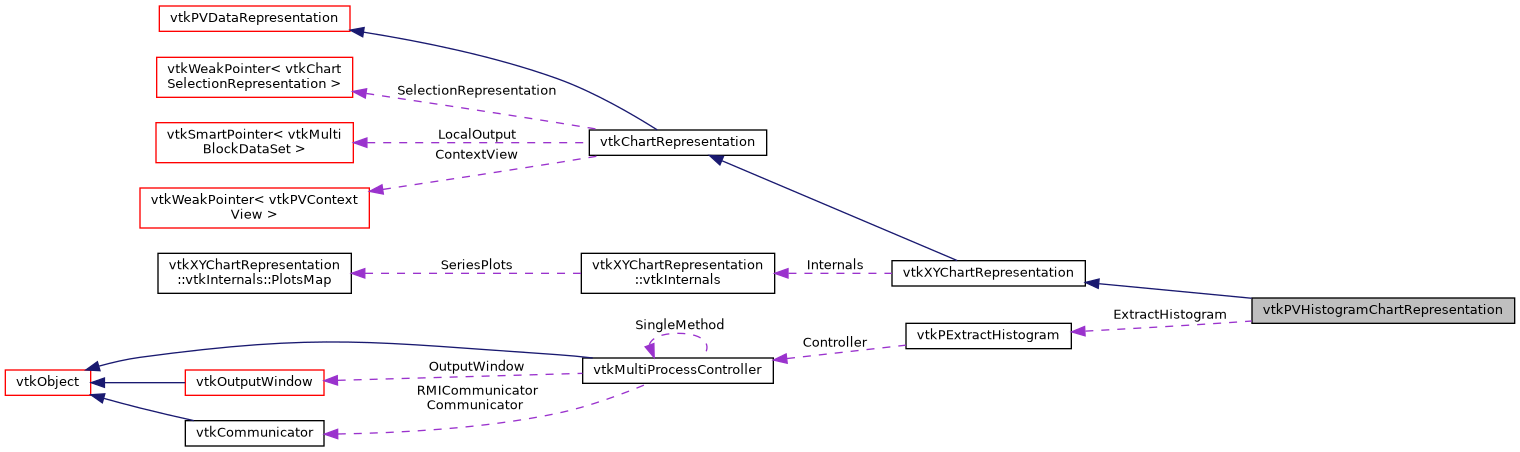 vtkPVDataRepresentation
vtkWeakPointer< vtkChart
SelectionRepresentation >
SelectionRepresentation
vtkSmartPointer< vtkMulti
BlockDataSet >
LocalOutput
vtkChartRepresentation
ContextView
vtkWeakPointer< vtkPVContext
View >
vtkXYChartRepresentation
::vtkInternals::PlotsMap
SeriesPlots
vtkXYChartRepresentation
::vtkInternals
Internals
vtkXYChartRepresentation
vtkPVHistogramChartRepresentation
ExtractHistogram
vtkPExtractHistogram
Controller
SingleMethod
vtkMultiProcessController
OutputWindow
vtkObject
vtkOutputWindow
RMICommunicator
Communicator
vtkCommunicator